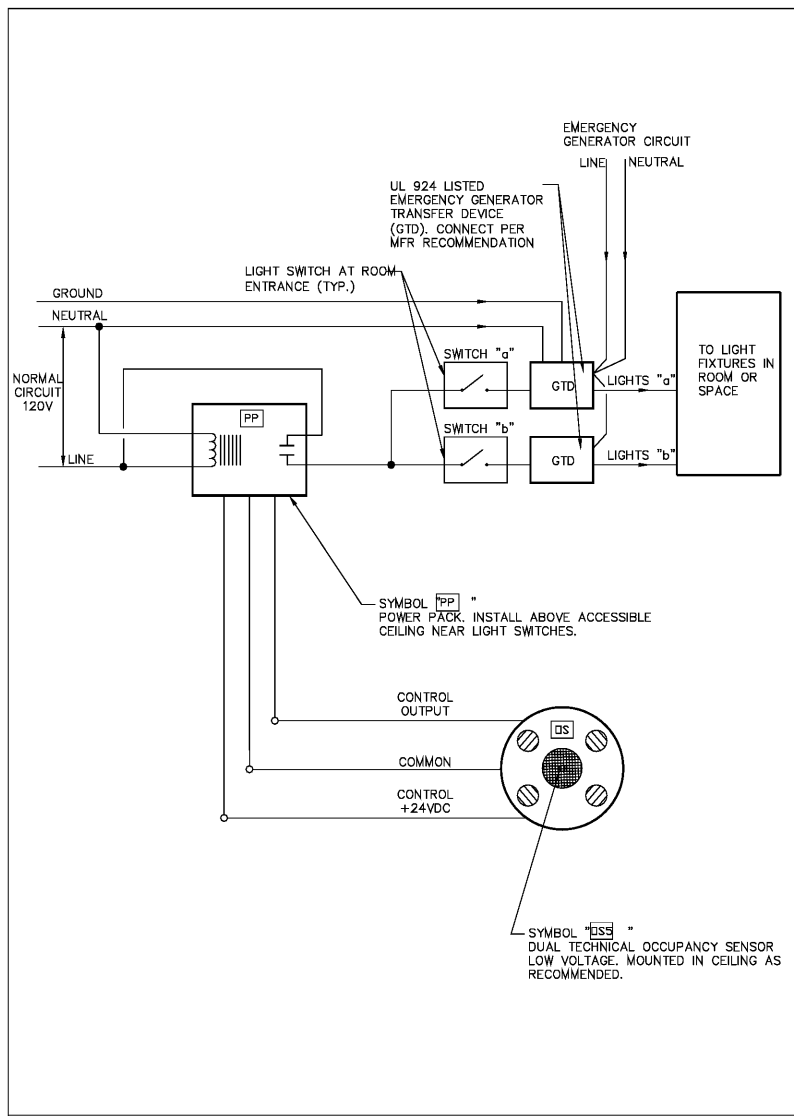 EMERGENCY
GENERATOR CIRCUIT
LINE
NEUTRAL
UL 924 LISTED
EMERGENCY GENERATOR
TRANSFER DEVICE
(GTD). CONNECT PER
MFR RECOMMENDATION
LIGHT SWITCH AT ROOM
ENTRANCE (TYP.)
GROUND
NEUTRAL
NORMAL
CIRCUIT
120V
LINE
PP
SWITCH "a"
GTD
LIGHTS "a"
SWITCH "b"
GTD
LIGHTS "b"
TO LIGHT
FIXTURES IN
ROOM OR
SPACE
SYMBOL "PP "
POWER PACK. INSTALL ABOVE ACCESSIBLE
CEILING NEAR LIGHT SWITCHES.
CONTROL
OUTPUT
COMMON
CONTROL
+24VDC
OS
SYMBOL "OS5 "
DUAL TECHNICAL OCCUPANCY SENSOR
LOW VOLTAGE. MOUNTED IN CEILING AS
RECOMMENDED.